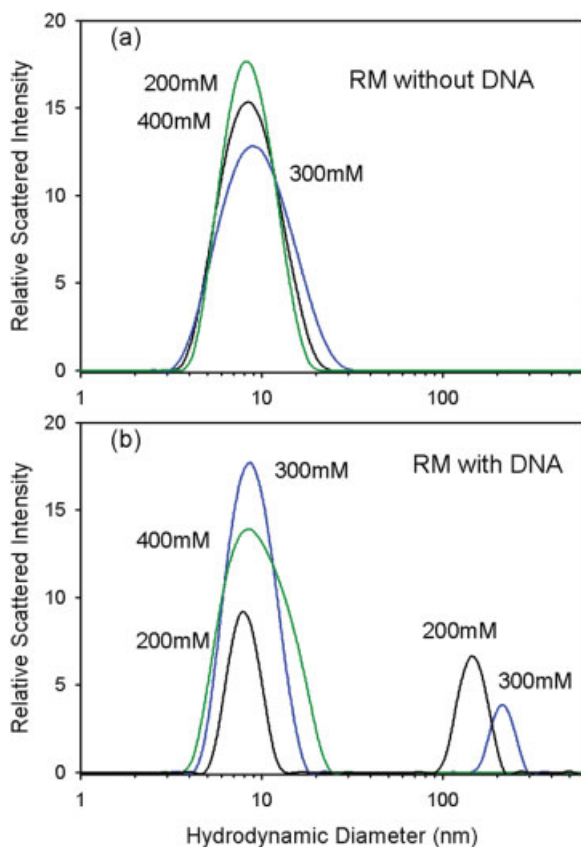 20
(a)
200mM
RM without DNA
15
400mM
300mM
10
5
0
1
10
100
Relative Scattered Intensity
20
(b)
RM with DNA
300mM
15
400mM
10
200mM
200mM
5
300mM
0
1
10
100
Relative Scattered Intensity
Hydrodynamic Diameter (nm)